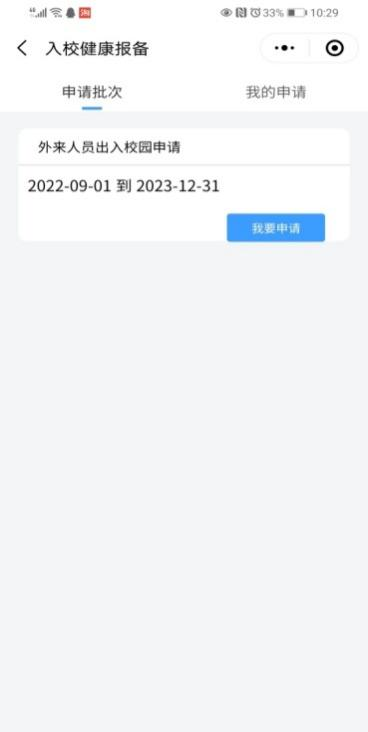 4G 淘 33% 10:29
入校健康报备
申请批次 我的申请
外来人员出入校园申请
2022-09-01 到 2023-12-31
我要申请